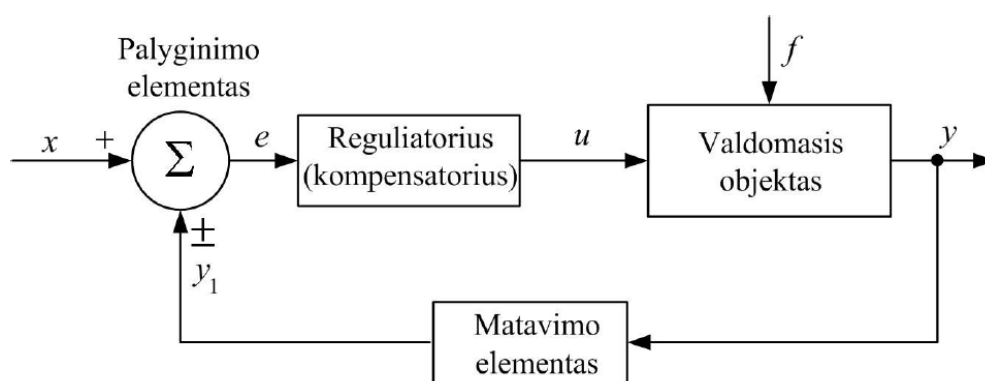 Palyginimo
elementas
x
+
Σ
e
Reguliatorius
(kompensatorius)
u
f
Valdomasis
objektas
y
±
y₁
Matavimo
elementas